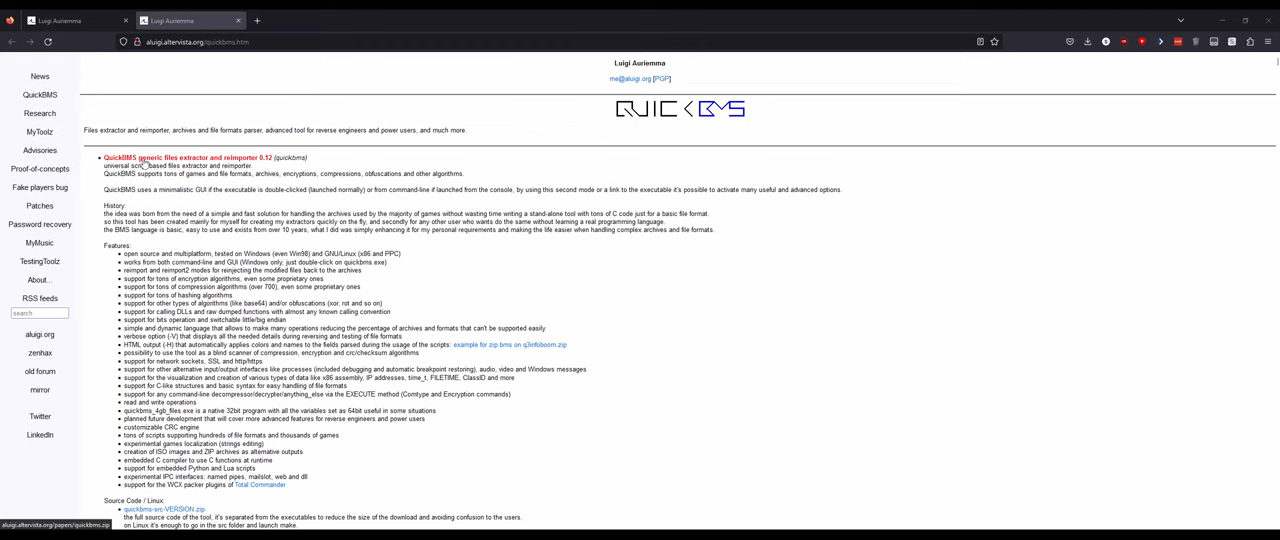 Luigi Auriemma
Luigi Auriemma
aluigi.altervista.org/quickbms.htm
News
QuickBMS
Research
MyToolz
Advisories
Proof-of-concepts
Fake players bug
Patches
Password recovery
MyMusic
TestingToolz
About...
RSS feeds
search
aluigi.org
zenhax
old forum
mirror
Twitter
LinkedIn
Luigi Auriemma
me@aluigi.org [PGP]
QUICKBMS
Files extractor and reimporter, archives and file formats parser, advanced tool for reverse engineers and power users, and much more.
QuickBMS generic files extractor and reimporter 0.12 (quickbms)
universal script based files extractor and reimporter.
QuickBMS supports tons of games and file formats, archives, encryptions, compressions, obfuscations and other algorithms.
QuickBMS uses a minimalistic GUI if the executable is double-clicked (launched normally) or from command-line if launched from the console, by using this second mode or a link to the executable it's possible to activate many useful and advanced options.
History:
the idea was born from the need of a simple and fast solution for handling the archives used by the majority of games without wasting time writing a stand-alone tool with tons of C code just for a basic file format.
so this tool has been created mainly for myself for creating my extractors quickly on the fly, and secondly for any other user who wants do the same without learning a real programming language.
the BMS language is basic, easy to use and exists from over 10 years, what I did was simply enhancing it for my personal requirements and making the life easier when handling complex archives and file formats.
Features:
open source and multiplatform, tested on Windows (even Win98) and GNU/Linux (x86 and PPC)
works from both command-line and GUI (Windows only, just double-click on quickbms.exe)
reimport and reimport2 modes for reinjecting the modified files back to the archives
support for tons of encryption algorithms, even some proprietary ones
support for tons of compression algorithms (over 700), even some proprietary ones
support for tons of hashing algorithms
support for other types of algorithms (like base64) and/or obfuscations (xor, rot and so on)
support for calling DLLs and raw dumped functions with almost any known calling convention
support for bits operation and switchable little/big endian
simple and dynamic language that allows to make many operations reducing the percentage of archives and formats that can't be supported easily
verbose option (-V) that displays all the needed details during reversing and testing of file formats
HTML output (-H) that automatically applies colors and names to the fields parsed during the usage of the scripts: example for zip.bms on q3infoboom.zip
possibility to use the tool as a blind scanner of compression, encryption and crc/checksum algorithms
support for network sockets, SSL and http/https
support for other alternative input/output interfaces like processes (included debugging and automatic breakpoint restoring), audio, video and Windows messages
support for the visualization and creation of various types of data like x86 assembly, IP addresses, time_t, FILETIME, ClassID and more
support for C-like structures and basic syntax for easy handling of file formats
support for any command-line decompressor/decrypter/anything_else via the EXECUTE method (Comtype and Encryption commands)
read and write operations
quickbms_4gb_files.exe is a native 32bit program with all the variables set as 64bit useful in some situations
planned future development that will cover more advanced features for reverse engineers and power users
customizable CRC engine
tons of scripts supporting hundreds of file formats and thousands of games
experimental games localization (strings editing)
creation of ISO images and ZIP archives as alternative outputs
embedded C compiler to use C functions at runtime
support for embedded Python and Lua scripts
experimental IPC interfaces: named pipes, mailslot, web and dll
support for the WCX packer plugins of Total Commander
Source Code / Linux:
quickbms-src-VERSION.zip
the full source code of the tool, it's separated from the executables to reduce the size of the download and avoiding confusion to the users.
on Linux it's enough to go in the src folder and launch make.
aluigi.altervista.org/papers/quickbms.zip